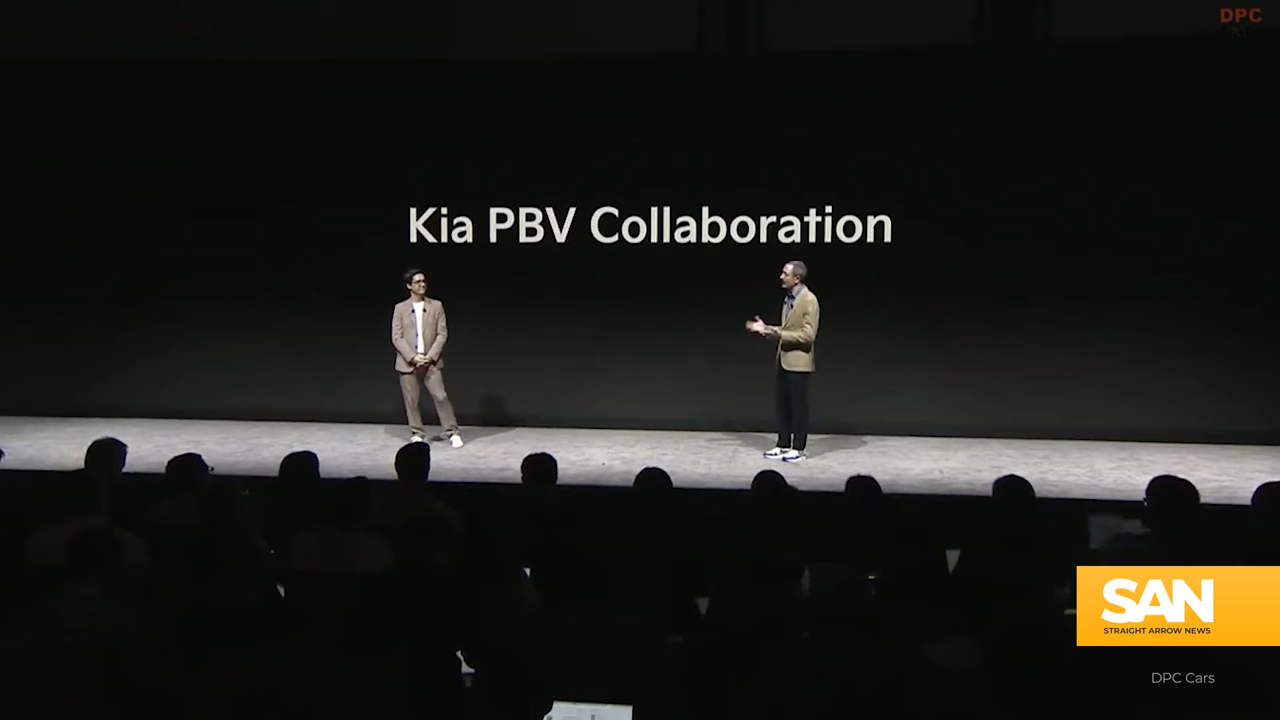 DPC
Kia PBV Collaboration
SAN
STRAIGHT ARROW NEWS
DPC Cars